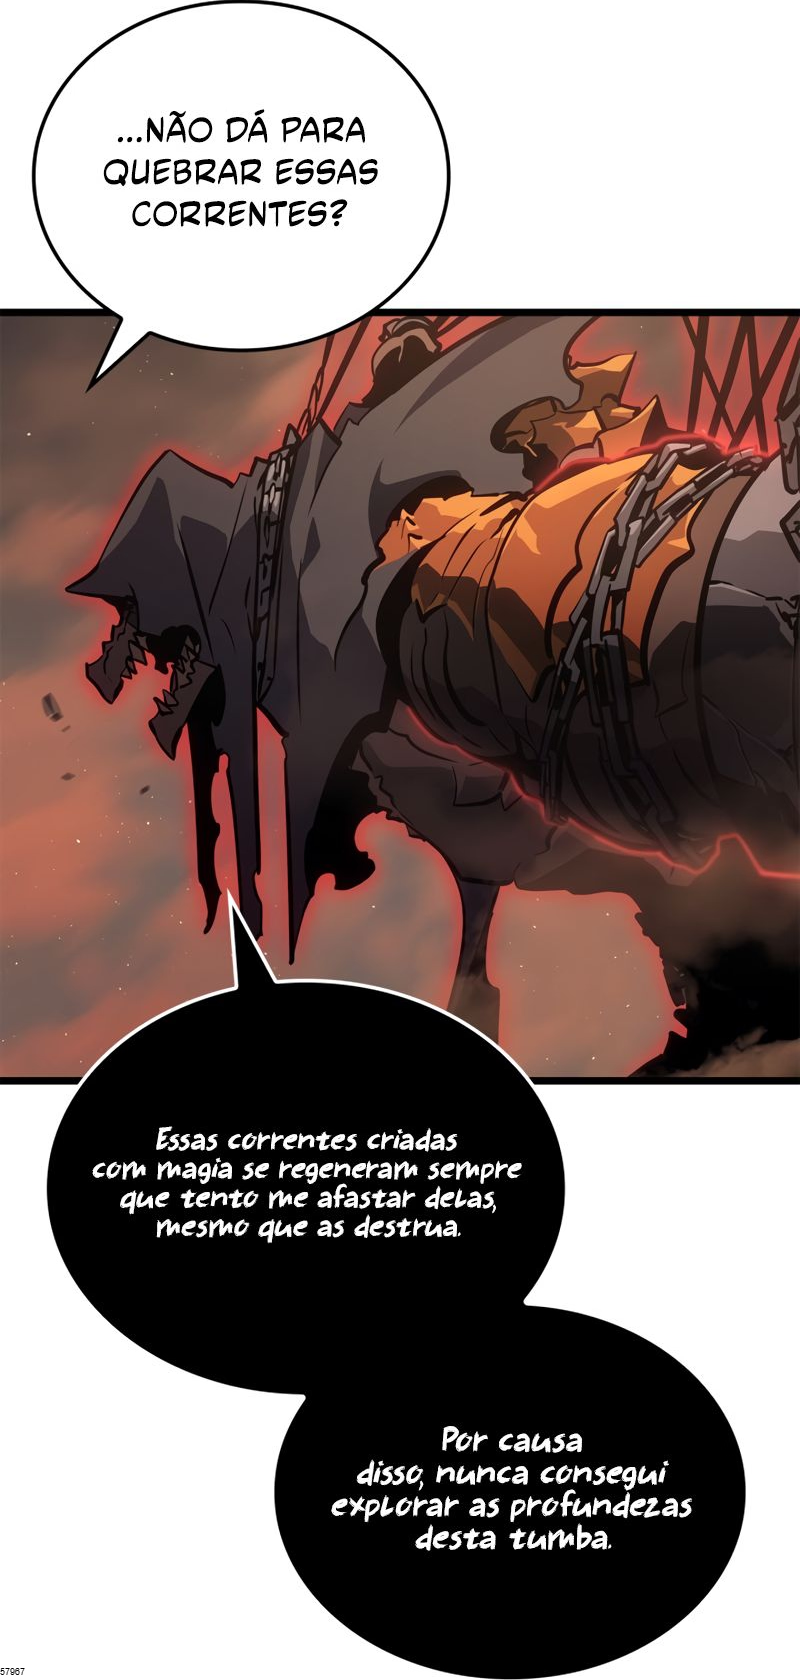 ...NÃO DÁ PARA
QUEBRAR ESSAS
CORRENTES?
Essas correntes criadas
com magia se regeneram sempre
que tento me afastar delas,
mesmo que as destrua.
Por causa
disso, nunca consegui
explorar as profundezas
desta tumba.
57967